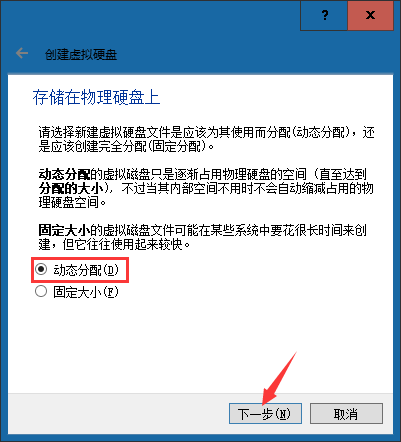 ?
创建虚拟硬盘
存储在物理硬盘上
请选择新建虚拟硬盘文件是应该为其使用而分配(动态分配)，还
是应该创建完全分配(固定分配)。
动态分配的虚拟磁盘只是逐渐占用物理硬盘的空间（直至达到
分配的大小)，不过当其内部空间不用时不会自动缩减占用的物
理硬盘空间。
固定大小的虚拟磁盘文件可能在某些系统中要花很长时间来创
建，但它往往使用起来较快。
动态分配(D)
固定大小(F)
下一步(N)
取消